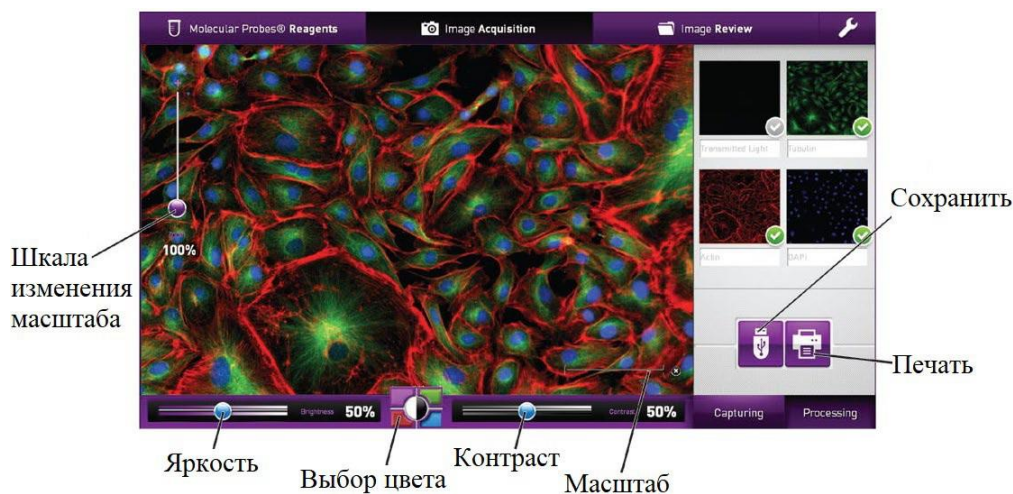 Molecular Probes® Reagents
Image Acquisition
Image Review
Transmitted Light
Tubulin
Actin
DAPI
Сохранить
Шкала
изменения
масштаба
100%
Печать
Brightness 50%
Contrast 50%
Capturing
Processing
Яркость
Выбор цвета
Контраст
Масштаб